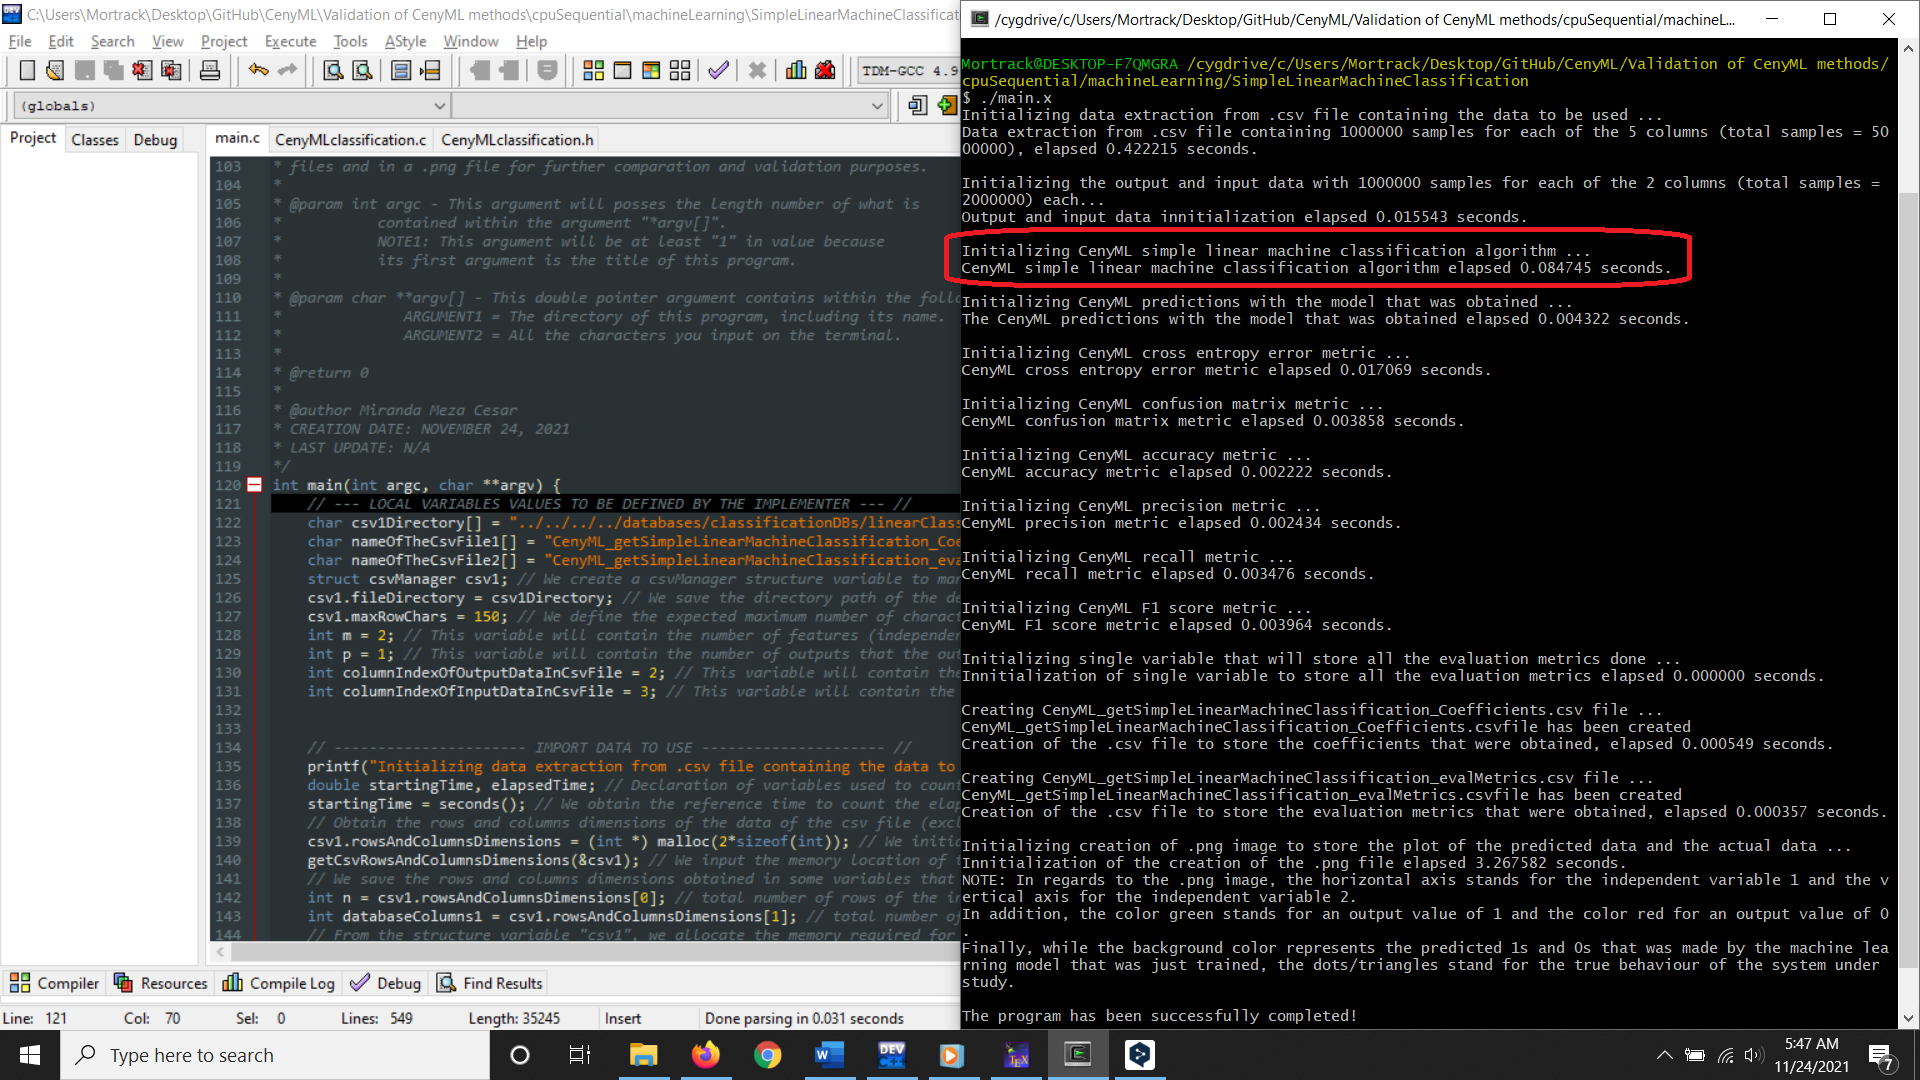 C:\Users\Mortrack\Desktop\GitHub\CenyML\Validation of CenyML methods\cpuSequential\machineLearning\SimpleLinearMachineClassificat
File Edit Search View Project Execute Tools AStyle Window Help
TDM-GCC 4.9
(globals)
Project Classes Debug
main.c CenyMLclassification.c CenyMLclassification.h
103 * files and in a .png file for further comparation and validation purposes.
104 *
105 * @param int argc - This argument will posses the length number of what is
106 * contained within the argument "*argv[]".
107 * NOTE1: This argument will be at least "1" in value because
108 * its first argument is the title of this program.
109 *
110 * @param char **argv[] - This double pointer argument contains within the follo
111 * ARGUMENT1 = The directory of this program, including its name.
112 * ARGUMENT2 = All the characters you input on the terminal.
113 *
114 * @return 0
115 *
116 * @author Miranda Meza Cesar
117 * CREATION DATE: NOVEMBER 24, 2021
118 * LAST UPDATE: N/A
119 */
120 int main(int argc, char **argv) {
121 // --- LOCAL VARIABLES VALUES TO BE DEFINED BY THE IMPLEMENTER --- //
122 char csv1Directory[] = "../../../../databases/classificationDBs/linearClass
123 char nameOfTheCsvFile1[] = "CenyML_getSimpleLinearMachineClassification_Coe
124 char nameOfTheCsvFile2[] = "CenyML_getSimpleLinearMachineClassification_eva
125 struct csvManager csv1; // We create a csvManager structure variable to man
126 csv1.fileDirectory = csv1Directory; // We save the directory path of the de
127 csv1.maxRowChars = 150; // We define the expected maximum number of charact
128 int m = 2; // This variable will contain the number of features (independen
129 int p = 1; // This variable will contain the number of outputs that the out
130 int columnIndexOfOutputDataInCsvFile = 2; // This variable will contain the
131 int columnIndexOfInputDataInCsvFile = 3; // This variable will contain the
132
133
134 // ---------------------- IMPORT DATA TO USE --------------------- //
135 printf("Initializing data extraction from .csv file containing the data to
136 double startingTime, elapsedTime; // Declaration of variables used to count
137 startingTime = seconds(); // We obtain the reference time to count the elap
138 // Obtain the rows and columns dimensions of the data of the csv file (excl
139 csv1.rowsAndColumnsDimensions = (int *) malloc(2*sizeof(int)); // We initia
140 getCsvRowsAndColumnsDimensions(&csv1); // We input the memory location of t
141 // We save the rows and columns dimensions obtained in some variables that
142 int n = csv1.rowsAndColumnsDimensions[0]; // total number of rows of the in
143 int databaseColumns1 = csv1.rowsAndColumnsDimensions[1]; // total number of
144 // From the structure variable "csv1", we allocate the memory required for
Compiler Resources Compile Log Debug Find Results
Line: 121 Col: 70 Sel: 0 Lines: 549 Length: 35245 Insert Done parsing in 0.031 seconds
/cygdrive/c/Users/Mortrack/Desktop/GitHub/CenyML/Validation of CenyML methods/cpuSequential/machineL...
Mortrack@DESKTOP-F7QMGRA /cygdrive/c/Users/Mortrack/Desktop/GitHub/CenyML/Validation of CenyML methods/
cpuSequential/machineLearning/SimpleLinearMachineClassification
$ ./main.x
Initializing data extraction from .csv file containing the data to be used ...
Data extraction from .csv file containing 1000000 samples for each of the 5 columns (total samples = 50
00000), elapsed 0.422215 seconds.
Initializing the output and input data with 1000000 samples for each of the 2 columns (total samples =
2000000) each...
Output and input data innitialization elapsed 0.015543 seconds.
Initializing CenyML simple linear machine classification algorithm ...
CenyML simple linear machine classification algorithm elapsed 0.084745 seconds.
Initializing CenyML predictions with the model that was obtained ...
The CenyML predictions with the model that was obtained elapsed 0.004322 seconds.
Initializing CenyML cross entropy error metric ...
CenyML cross entropy error metric elapsed 0.017069 seconds.
Initializing CenyML confusion matrix metric ...
CenyML confusion matrix metric elapsed 0.003858 seconds.
Initializing CenyML accuracy metric ...
CenyML accuracy metric elapsed 0.002222 seconds.
Initializing CenyML precision metric ...
CenyML precision metric elapsed 0.002434 seconds.
Initializing CenyML recall metric ...
CenyML recall metric elapsed 0.003476 seconds.
Initializing CenyML F1 score metric ...
CenyML F1 score metric elapsed 0.003964 seconds.
Initializing single variable that will store all the evaluation metrics done ...
Innitialization of single variable to store all the evaluation metrics elapsed 0.000000 seconds.
Creating CenyML_getSimpleLinearMachineClassification_Coefficients.csv file ...
CenyML_getSimpleLinearMachineClassification_Coefficients.csvfile has been created
Creation of the .csv file to store the coefficients that were obtained, elapsed 0.000549 seconds.
Creating CenyML_getSimpleLinearMachineClassification_evalMetrics.csv file ...
CenyML_getSimpleLinearMachineClassification_evalMetrics.csvfile has been created
Creation of the .csv file to store the evaluation metrics that were obtained, elapsed 0.000357 seconds.
Initializing creation of .png image to store the plot of the predicted data and the actual data ...
Innitialization of the creation of the .png file elapsed 3.267582 seconds.
NOTE: In regards to the .png image, the horizontal axis stands for the independent variable 1 and the v
ertical axis for the independent variable 2.
In addition, the color green stands for an output value of 1 and the color red for an output value of 0
.
Finally, while the background color represents the predicted 1s and 0s that was made by the machine lea
rning model that was just trained, the dots/triangles stand for the true behaviour of the system under
study.
The program has been successfully completed!
Type here to search
5:47 AM
11/24/2021
7